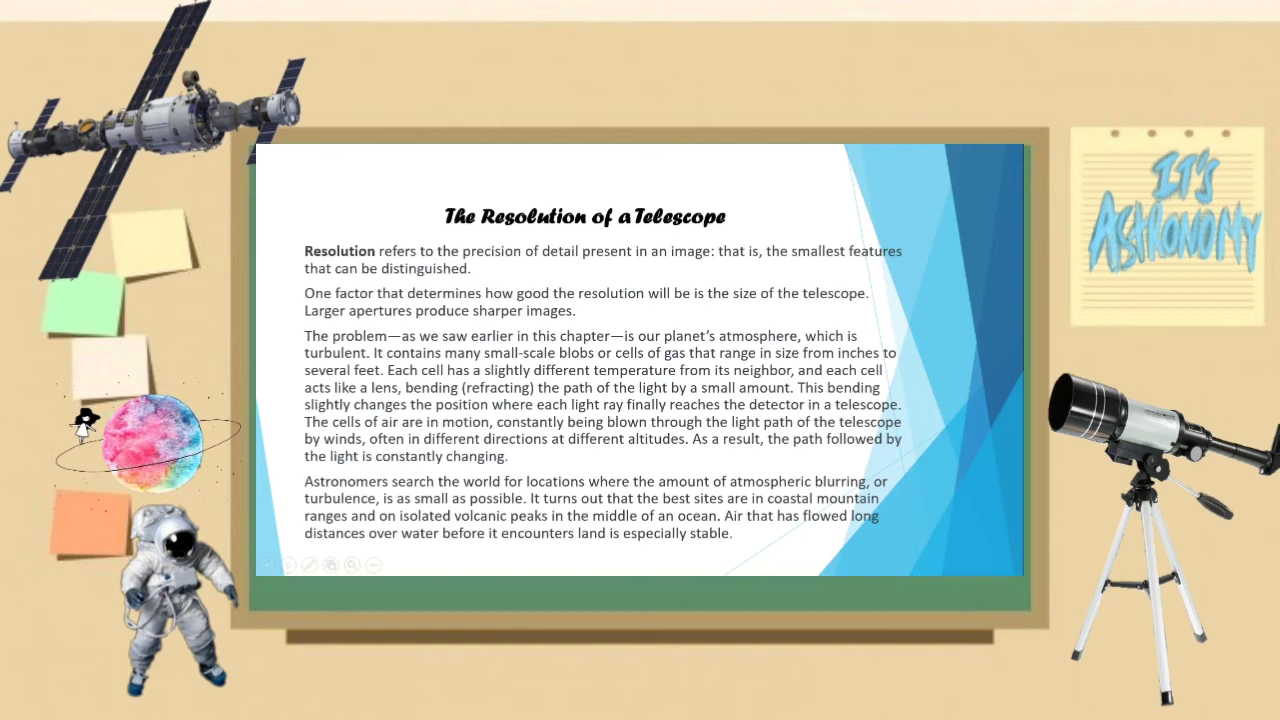 The Resolution of a Telescope
Resolution refers to the precision of detail present in an image: that is, the smallest features
that can be distinguished.
One factor that determines how good the resolution will be is the size of the telescope.
Larger apertures produce sharper images.
The problem—as we saw earlier in this chapter—is our planet’s atmosphere, which is
turbulent. It contains many small-scale blobs or cells of gas that range in size from inches to
several feet. Each cell has a slightly different temperature from its neighbor, and each cell
acts like a lens, bending (refracting) the path of the light by a small amount. This bending
slightly changes the position where each light ray finally reaches the detector in a telescope.
The cells of air are in motion, constantly being blown through the light path of the telescope
by winds, often in different directions at different altitudes. As a result, the path followed by
the light is constantly changing.
Astronomers search the world for locations where the amount of atmospheric blurring, or
turbulence, is as small as possible. It turns out that the best sites are in coastal mountain
ranges and on isolated volcanic peaks in the middle of an ocean. Air that has flowed long
distances over water before it encounters land is especially stable.
IT'S
ASTRONOMY